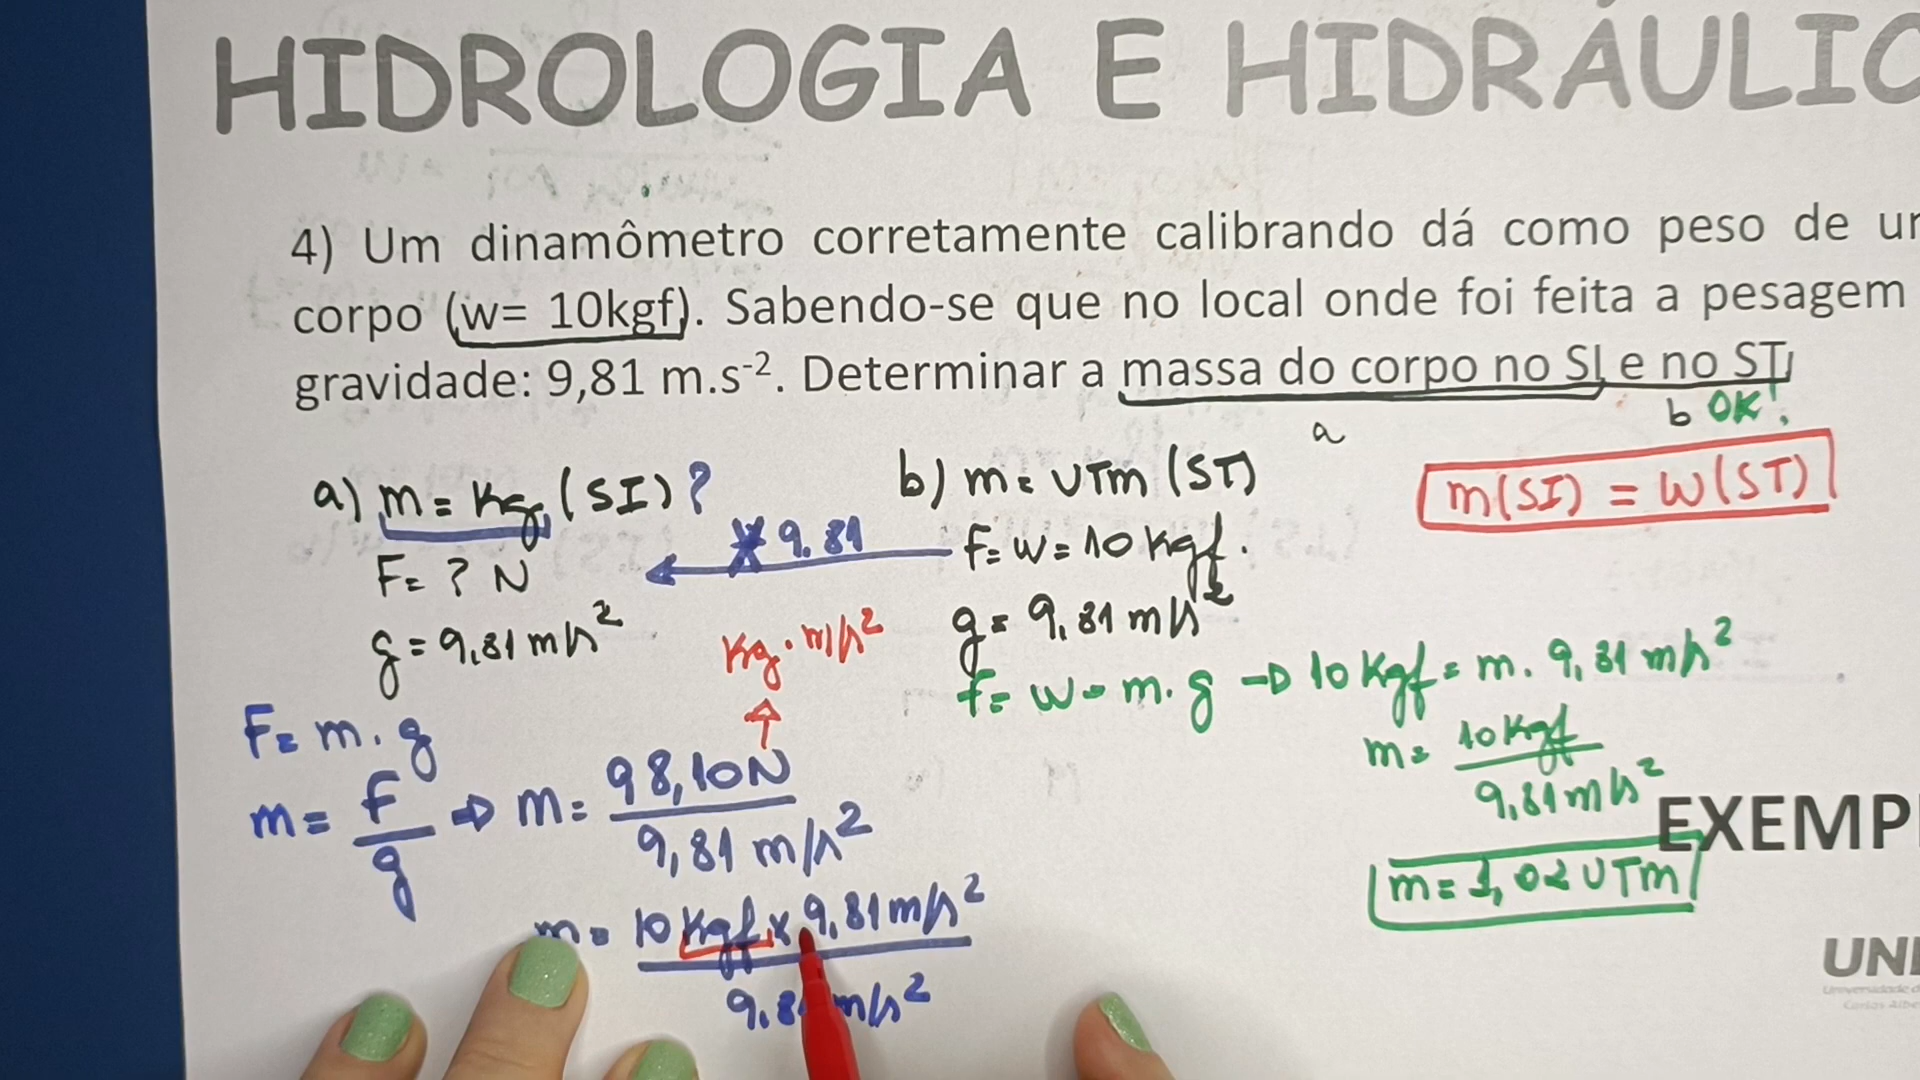 HIDROLOGIA E HIDRÁULIC
4) Um dinamômetro corretamente calibrando dá como peso de ur
corpo (w= 10kgf). Sabendo-se que no local onde foi feita a pesagem
gravidade: 9,81 m.s⁻². Determinar a massa do corpo no SI e no ST
a
b OK!
a) m = Kg (SI) ?
F= ? N
g = 9,81 m/s²
* 9.81
b) m = UTm (ST)
F= W = 10 Kgf.
g = 9,81 m/s²
F= W = m.g → 10 Kgf = m. 9,81 m/s²
m = 10Kgf
9,81 m/s²
m = 1,02 UTm
m(SI) = W(ST)
F= m.g
m = F
g
⇒ m = 98,10N
9,81 m/s²
Kg.m/s²
m = 10 Kgf x 9,81 m/s²
9.8 m/s²
EXEMP
UNI